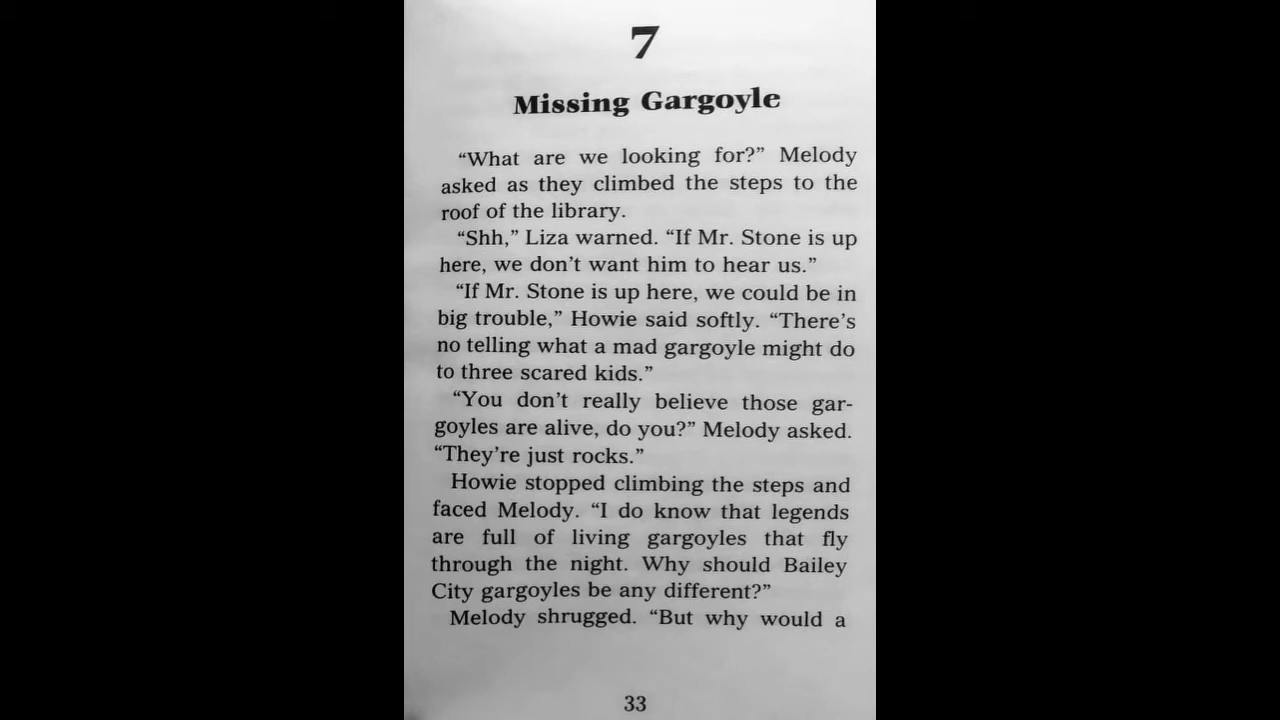 7
Missing Gargoyle
“What are we looking for?” Melody
asked as they climbed the steps to the
roof of the library.
“Shh,” Liza warned. “If Mr. Stone is up
here, we don’t want him to hear us.”
“If Mr. Stone is up here, we could be in
big trouble,” Howie said softly. “There’s
no telling what a mad gargoyle might do
to three scared kids.”
“You don’t really believe those gar-
goyles are alive, do you?” Melody asked.
“They’re just rocks.”
Howie stopped climbing the steps and
faced Melody. “I do know that legends
are full of living gargoyles that fly
through the night. Why should Bailey
City gargoyles be any different?”
Melody shrugged. “But why would a
33